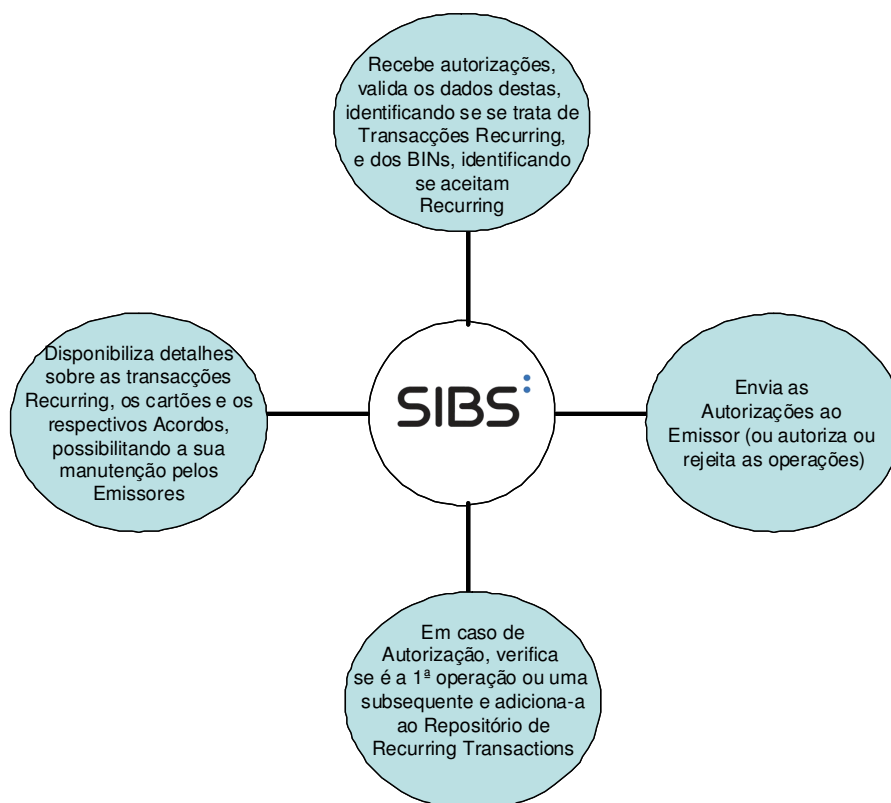 Recebe autorizações,
valida os dados destas,
identificando se se trata de
Transacções Recurring,
e dos BINs, identificando
se aceitam
Recurring
Disponibiliza detalhes
sobre as transacções
Recurring, os cartões e os
respectivos Acordos,
possibilitando a sua
manutenção pelos
Emissores
SIBS
Envia as
Autorizações ao
Emissor (ou autoriza ou
rejeita as operações)
Em caso de
Autorização, verifica
se é a 1ª operação ou uma
subsequente e adiciona-a
ao Repositório de
Recurring Transactions